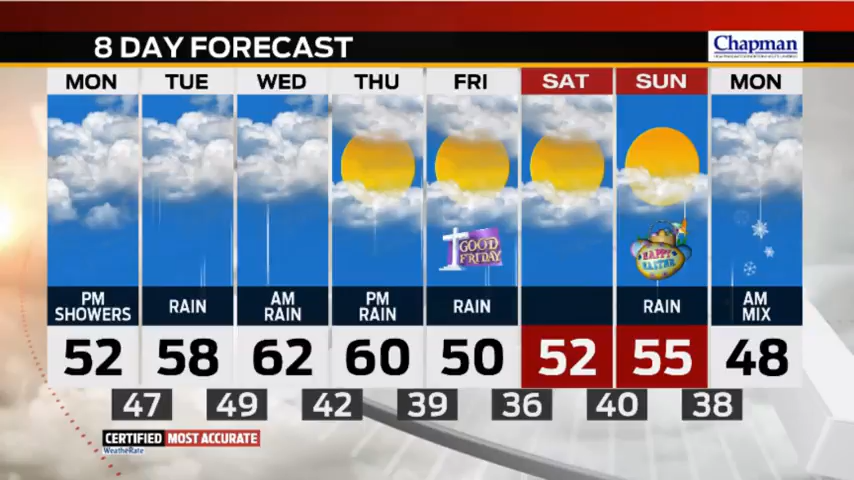 8 DAY FORECAST
Chapman
MON TUE WED THU FRI SAT SUN MON
GOOD
FRIDAY
HAPPY
EASTER
PM
SHOWERS
RAIN
AM
RAIN
PM
RAIN
RAIN
RAIN
AM
MIX
52 58 62 60 50 52 55 48
47 49 42 39 36 40 38
CERTIFIED MOST ACCURATE
WeatheRate